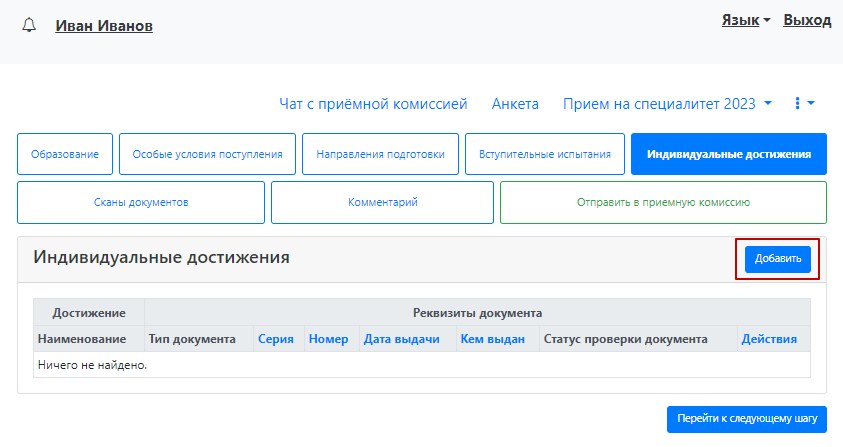 Иван Иванов
Язык Выход
Чат с приёмной комиссией Анкета Прием на специалитет 2023
Образование Особые условия поступления Направления подготовки Вступительные испытания Индивидуальные достижения
Сканы документов Комментарий Отправить в приемную комиссию
Индивидуальные достижения Добавить
Достижение Реквизиты документа
Наименование Тип документа Серия Номер Дата выдачи Кем выдан Статус проверки документа Действия
Ничего не найдено.
Перейти к следующему шагу